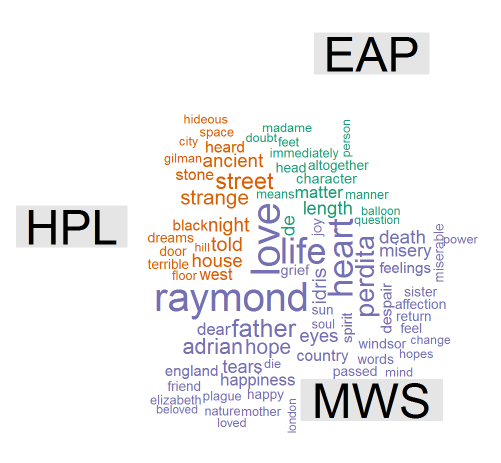 EAP
hideous
space
madame
person
city
doubt
feet
heard
immediately
gilman
ancient
head
altogether
stone
street
character
strange
means
matter
manner
length
balloon
HPL
love
de
question
black
night
joy
heart
dreams
told
life
death
power
door
hill
misery
miserable
terrible
house
grief
idris
perdita
feelings
floor
west
raymond
sister
despair
affection
sun
return
dear
father
soul
spirit
feel
eyes
change
adrian
hope
windsor
country
words
hopes
tears
die
england
passed
mind
happiness
friend
MWS
elizabeth
plague
happy
beloved
nature
mother
london
loved